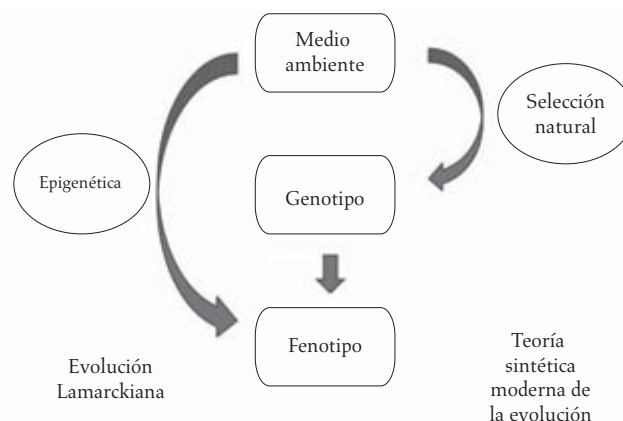 Medio
ambiente
Selección
natural
Epigenética
Genotipo
Fenotipo
Evolución
Lamarckiana
Teoría
sintética
moderna de
la evolución